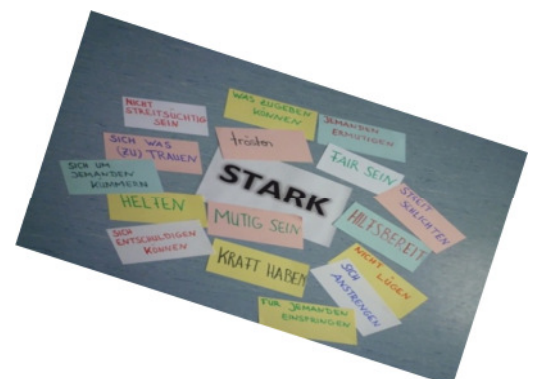 NICHT
STREITSÜCHTIG
SEIN
WAS ZUGEBEN
KÖNNEN
JEMANDEN
ERMUTIGEN
SICH WAS
(ZU) TRAUEN
trösten
FAIR SEIN
SICH UM
JEMANDEN
KÜMMERN
STARK
STREIT
SCHLICHTEN
HELFEN
MUTIG SEIN
HILFSBEREIT
SICH
ENTSCHULDIGEN
KÖNNEN
KRAFT HABEN
NICHT
LÜGEN
SICH
ANSTRENGEN
FÜR JEMANDEN
EINSPRINGEN